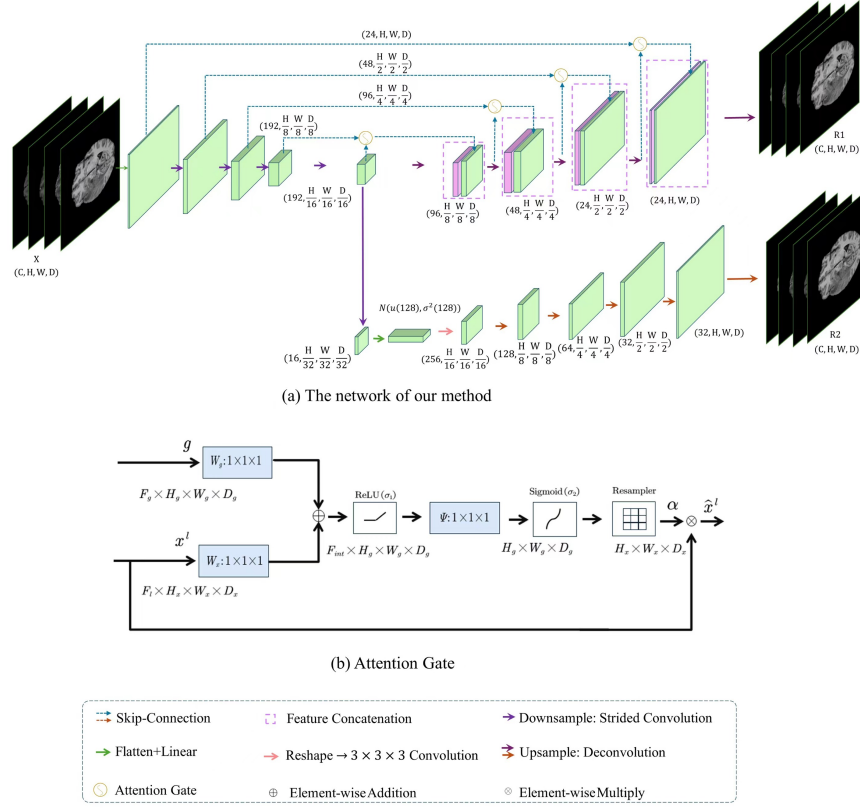 (24, H, W, D)
(48, H/2, W/2, D/2)
(96, H/4, W/4, D/4)
(192, H/8, W/8, D/8)
(192, H/16, W/16, D/16)
(96, H/8, W/8, D/8)
(48, H/4, W/4, D/4)
(24, H/2, W/2, D/2)
(24, H, W, D)
R1
(C, H, W, D)
X
(C, H, W, D)
N(u(128), σ²(128))
(16, H/32, W/32, D/32)
(256, H/16, W/16, D/16)
(128, H/8, W/8, D/8)
(64, H/4, W/4, D/4)
(32, H/2, W/2, D/2)
(32, H, W, D)
R2
(C, H, W, D)
(a) The network of our method
g
W_g: 1×1×1
F_g × H_g × W_g × D_g
x^l
W_x: 1×1×1
F_l × H_x × W_x × D_x
ReLU(σ₁)
F_int × H_g × W_g × D_g
Ψ: 1×1×1
Sigmoid(σ₂)
H_g × W_g × D_g
Resampler
H_x × W_x × D_x
α
x̂^l
(b) Attention Gate
Skip-Connection
Feature Concatenation
Downsample: Strided Convolution
Flatten+Linear
Reshape → 3 × 3 × 3 Convolution
Upsample: Deconvolution
Attention Gate
Element-wise Addition
Element-wise Multiply